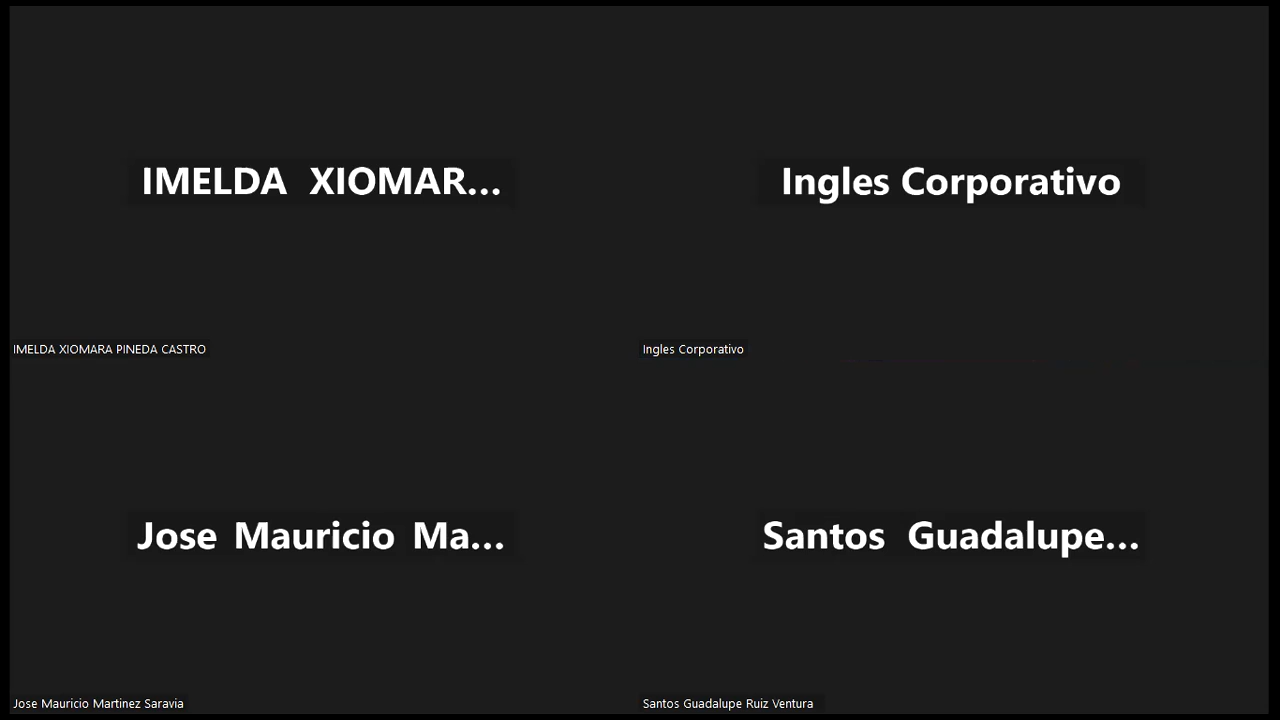 IMELDA XIOMAR...
Ingles Corporativo
IMELDA XIOMARA PINEDA CASTRO
Ingles Corporativo
Jose Mauricio Ma...
Santos Guadalupe...
Jose Mauricio Martinez Saravia
Santos Guadalupe Ruiz Ventura